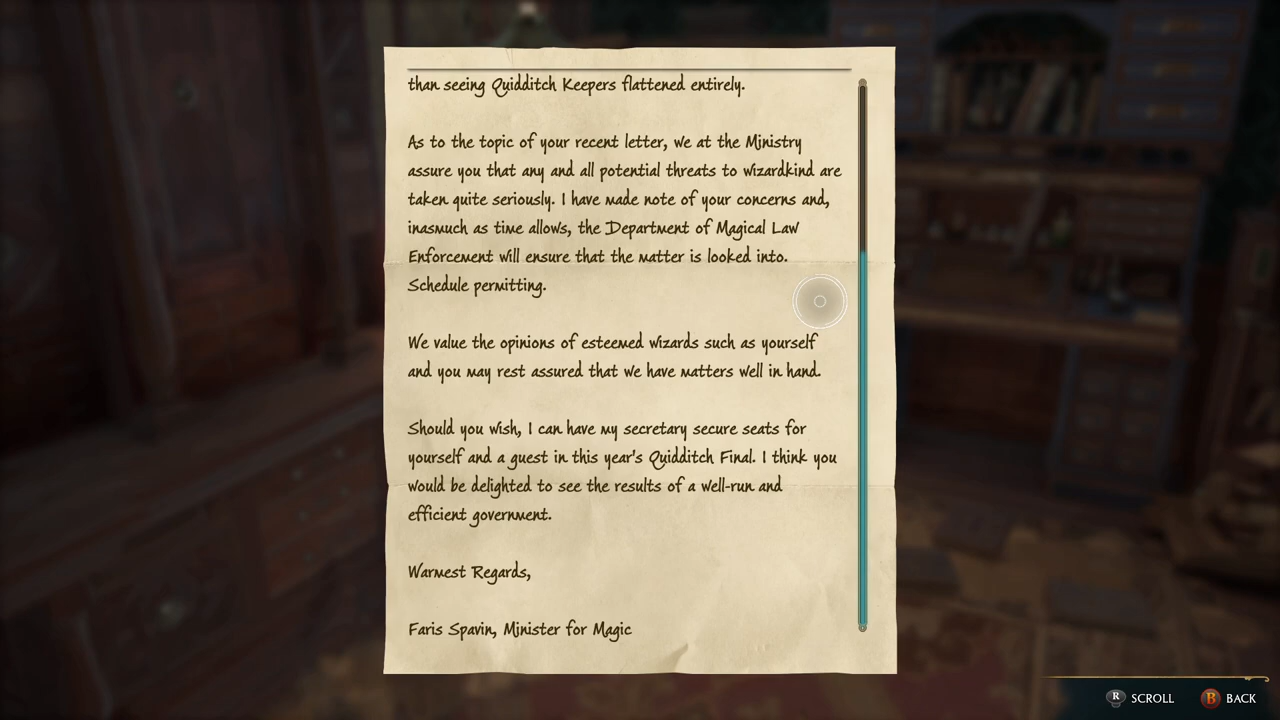 than seeing Quidditch Keepers flattened entirely.
As to the topic of your recent letter, we at the Ministry
assure you that any and all potential threats to wizardkind are
taken quite seriously. I have made note of your concerns and,
inasmuch as time allows, the Department of Magical Law
Enforcement will ensure that the matter is looked into.
Schedule permitting.
We value the opinions of esteemed wizards such as yourself
and you may rest assured that we have matters well in hand.
Should you wish, I can have my secretary secure seats for
yourself and a guest in this year's Quidditch Final. I think you
would be delighted to see the results of a well-run and
efficient government.
Warmest Regards,
Faris Spavin, Minister for Magic
R SCROLL B BACK